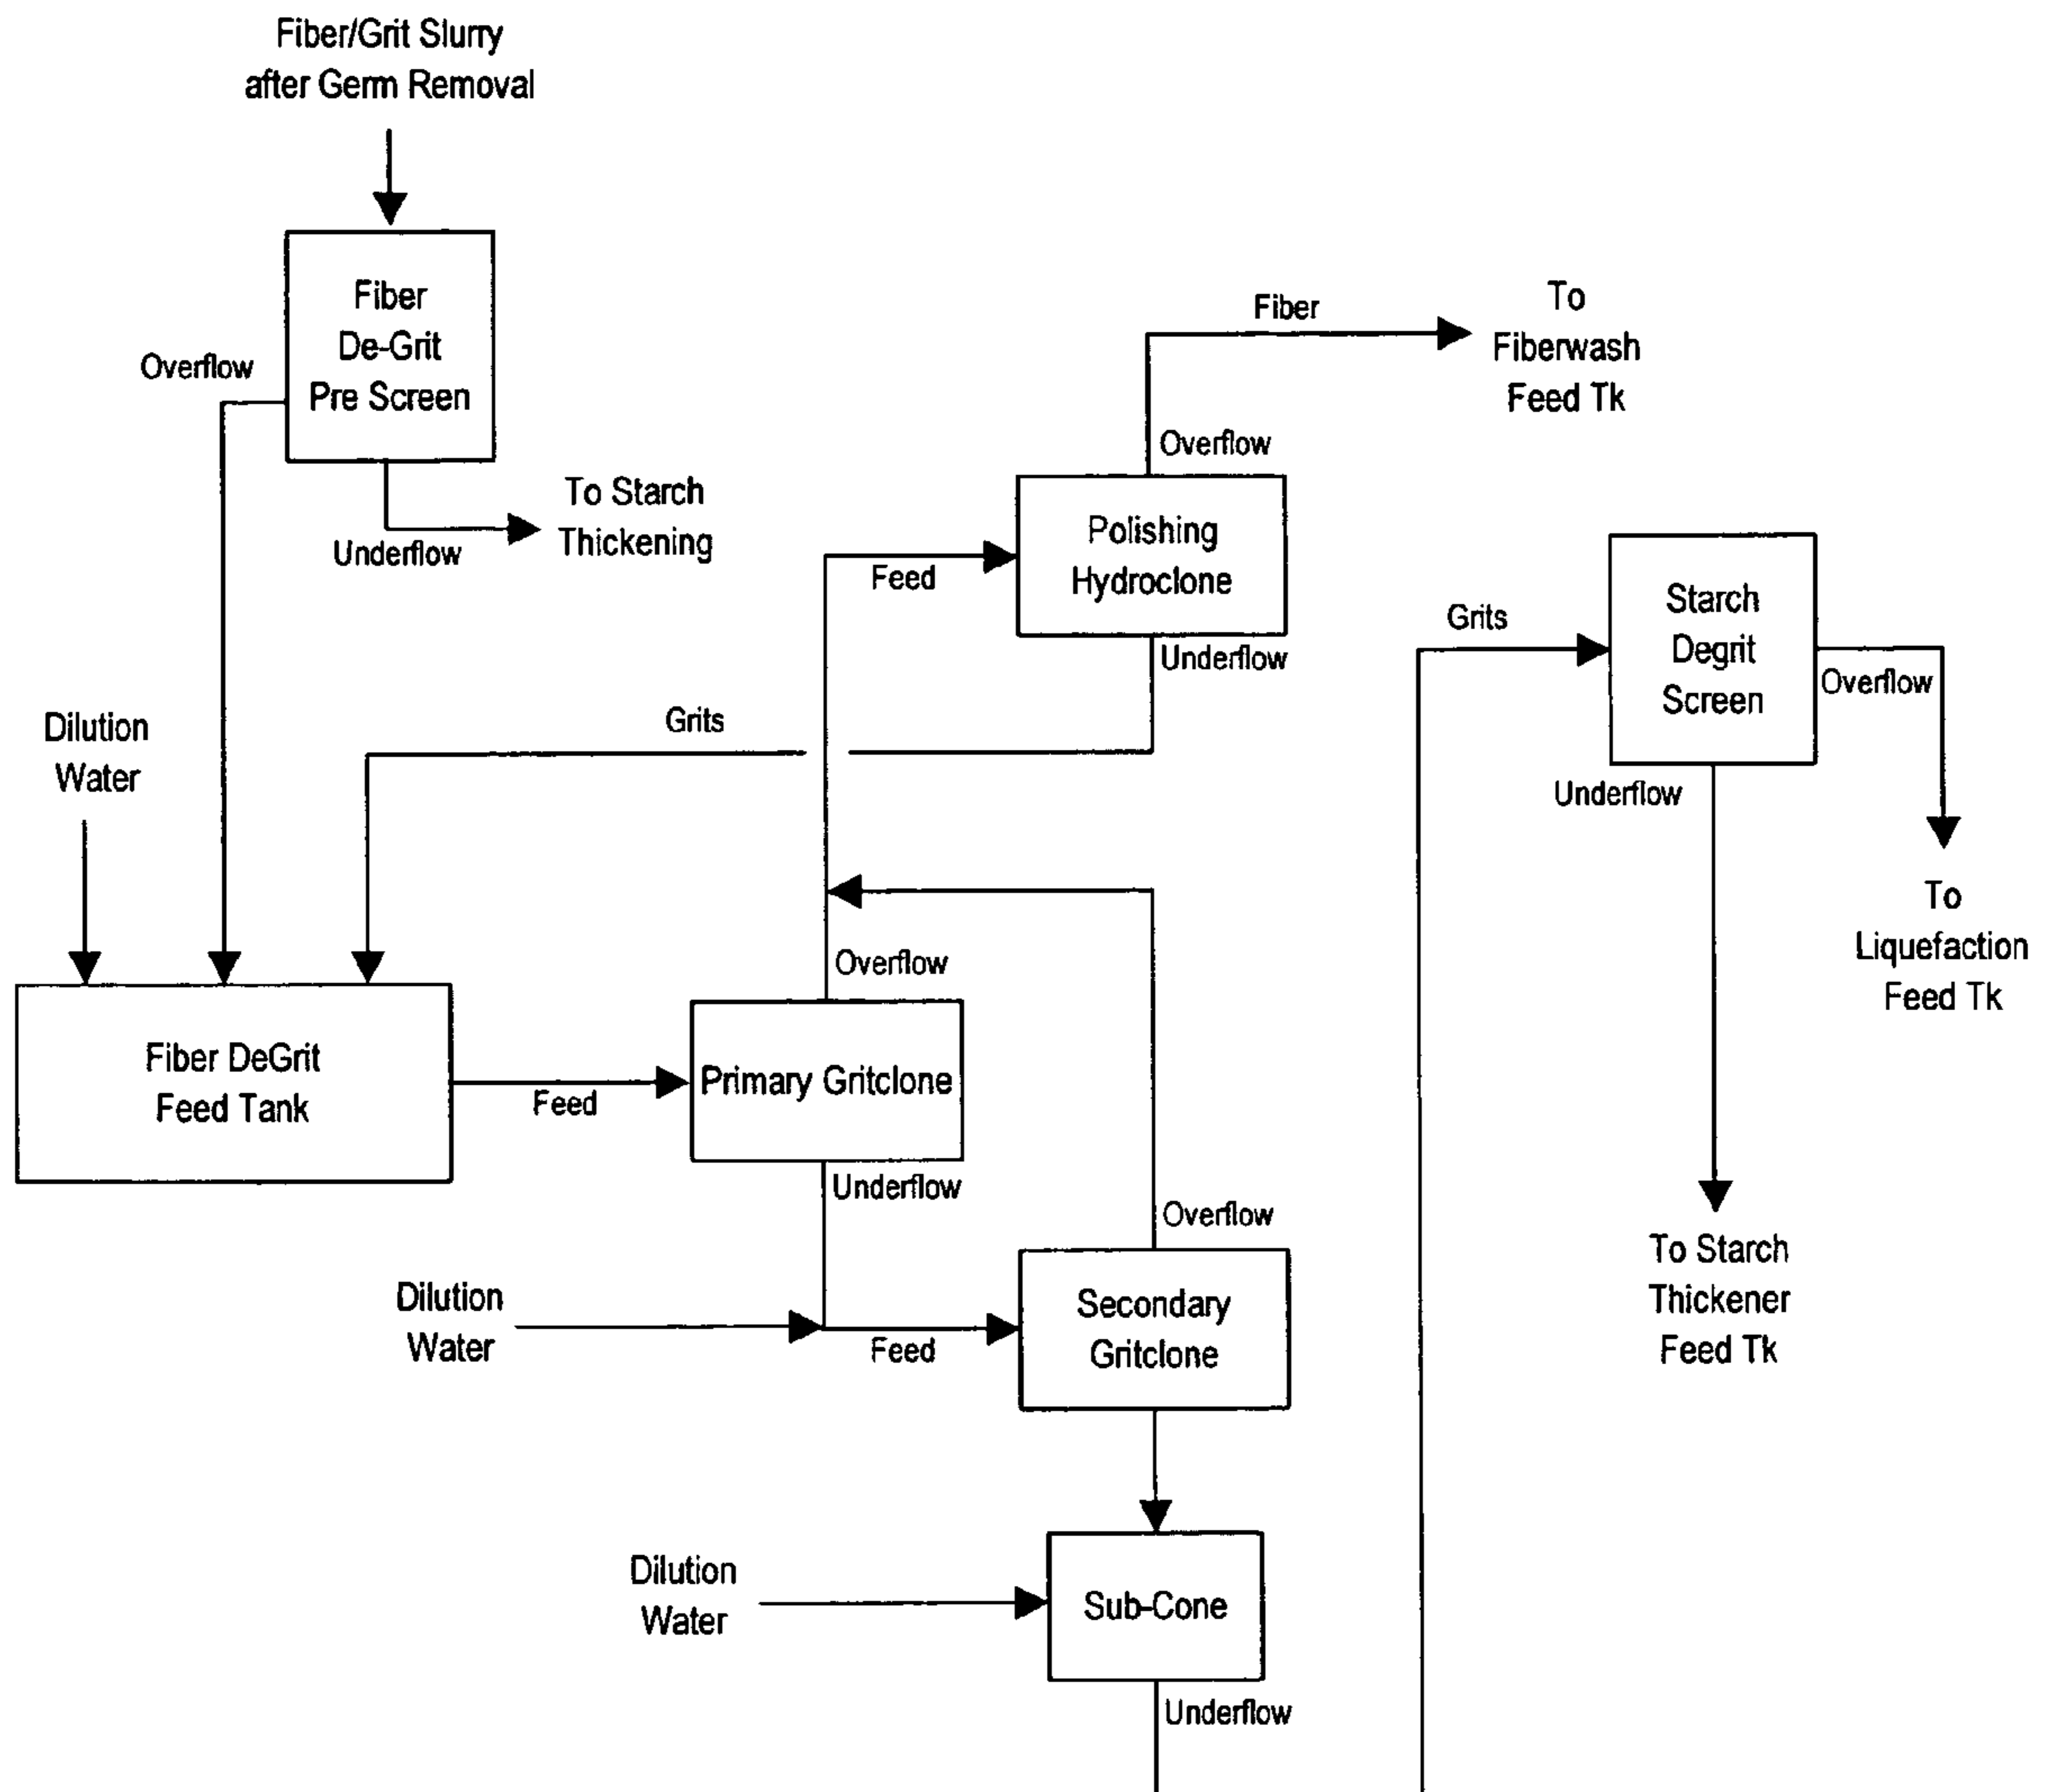 Fiber/Grit Slurry
after Germ Removal
Fiber
De-Grit
Pre Screen
Overflow
Underflow
To Starch
Thickening
Fiber
To
Fiberwash
Feed Tk
Overflow
Polishing
Hydroclone
Feed
Underflow
Grits
Starch
Degrit
Screen
Grits
Overflow
Underflow
To
Liquefaction
Feed Tk
To Starch
Thickener
Feed Tk
Dilution
Water
Fiber DeGrit
Feed Tank
Feed
Overflow
Primary Gritclone
Underflow
Dilution
Water
Feed
Overflow
Secondary
Gritclone
Dilution
Water
Sub-Cone
Underflow